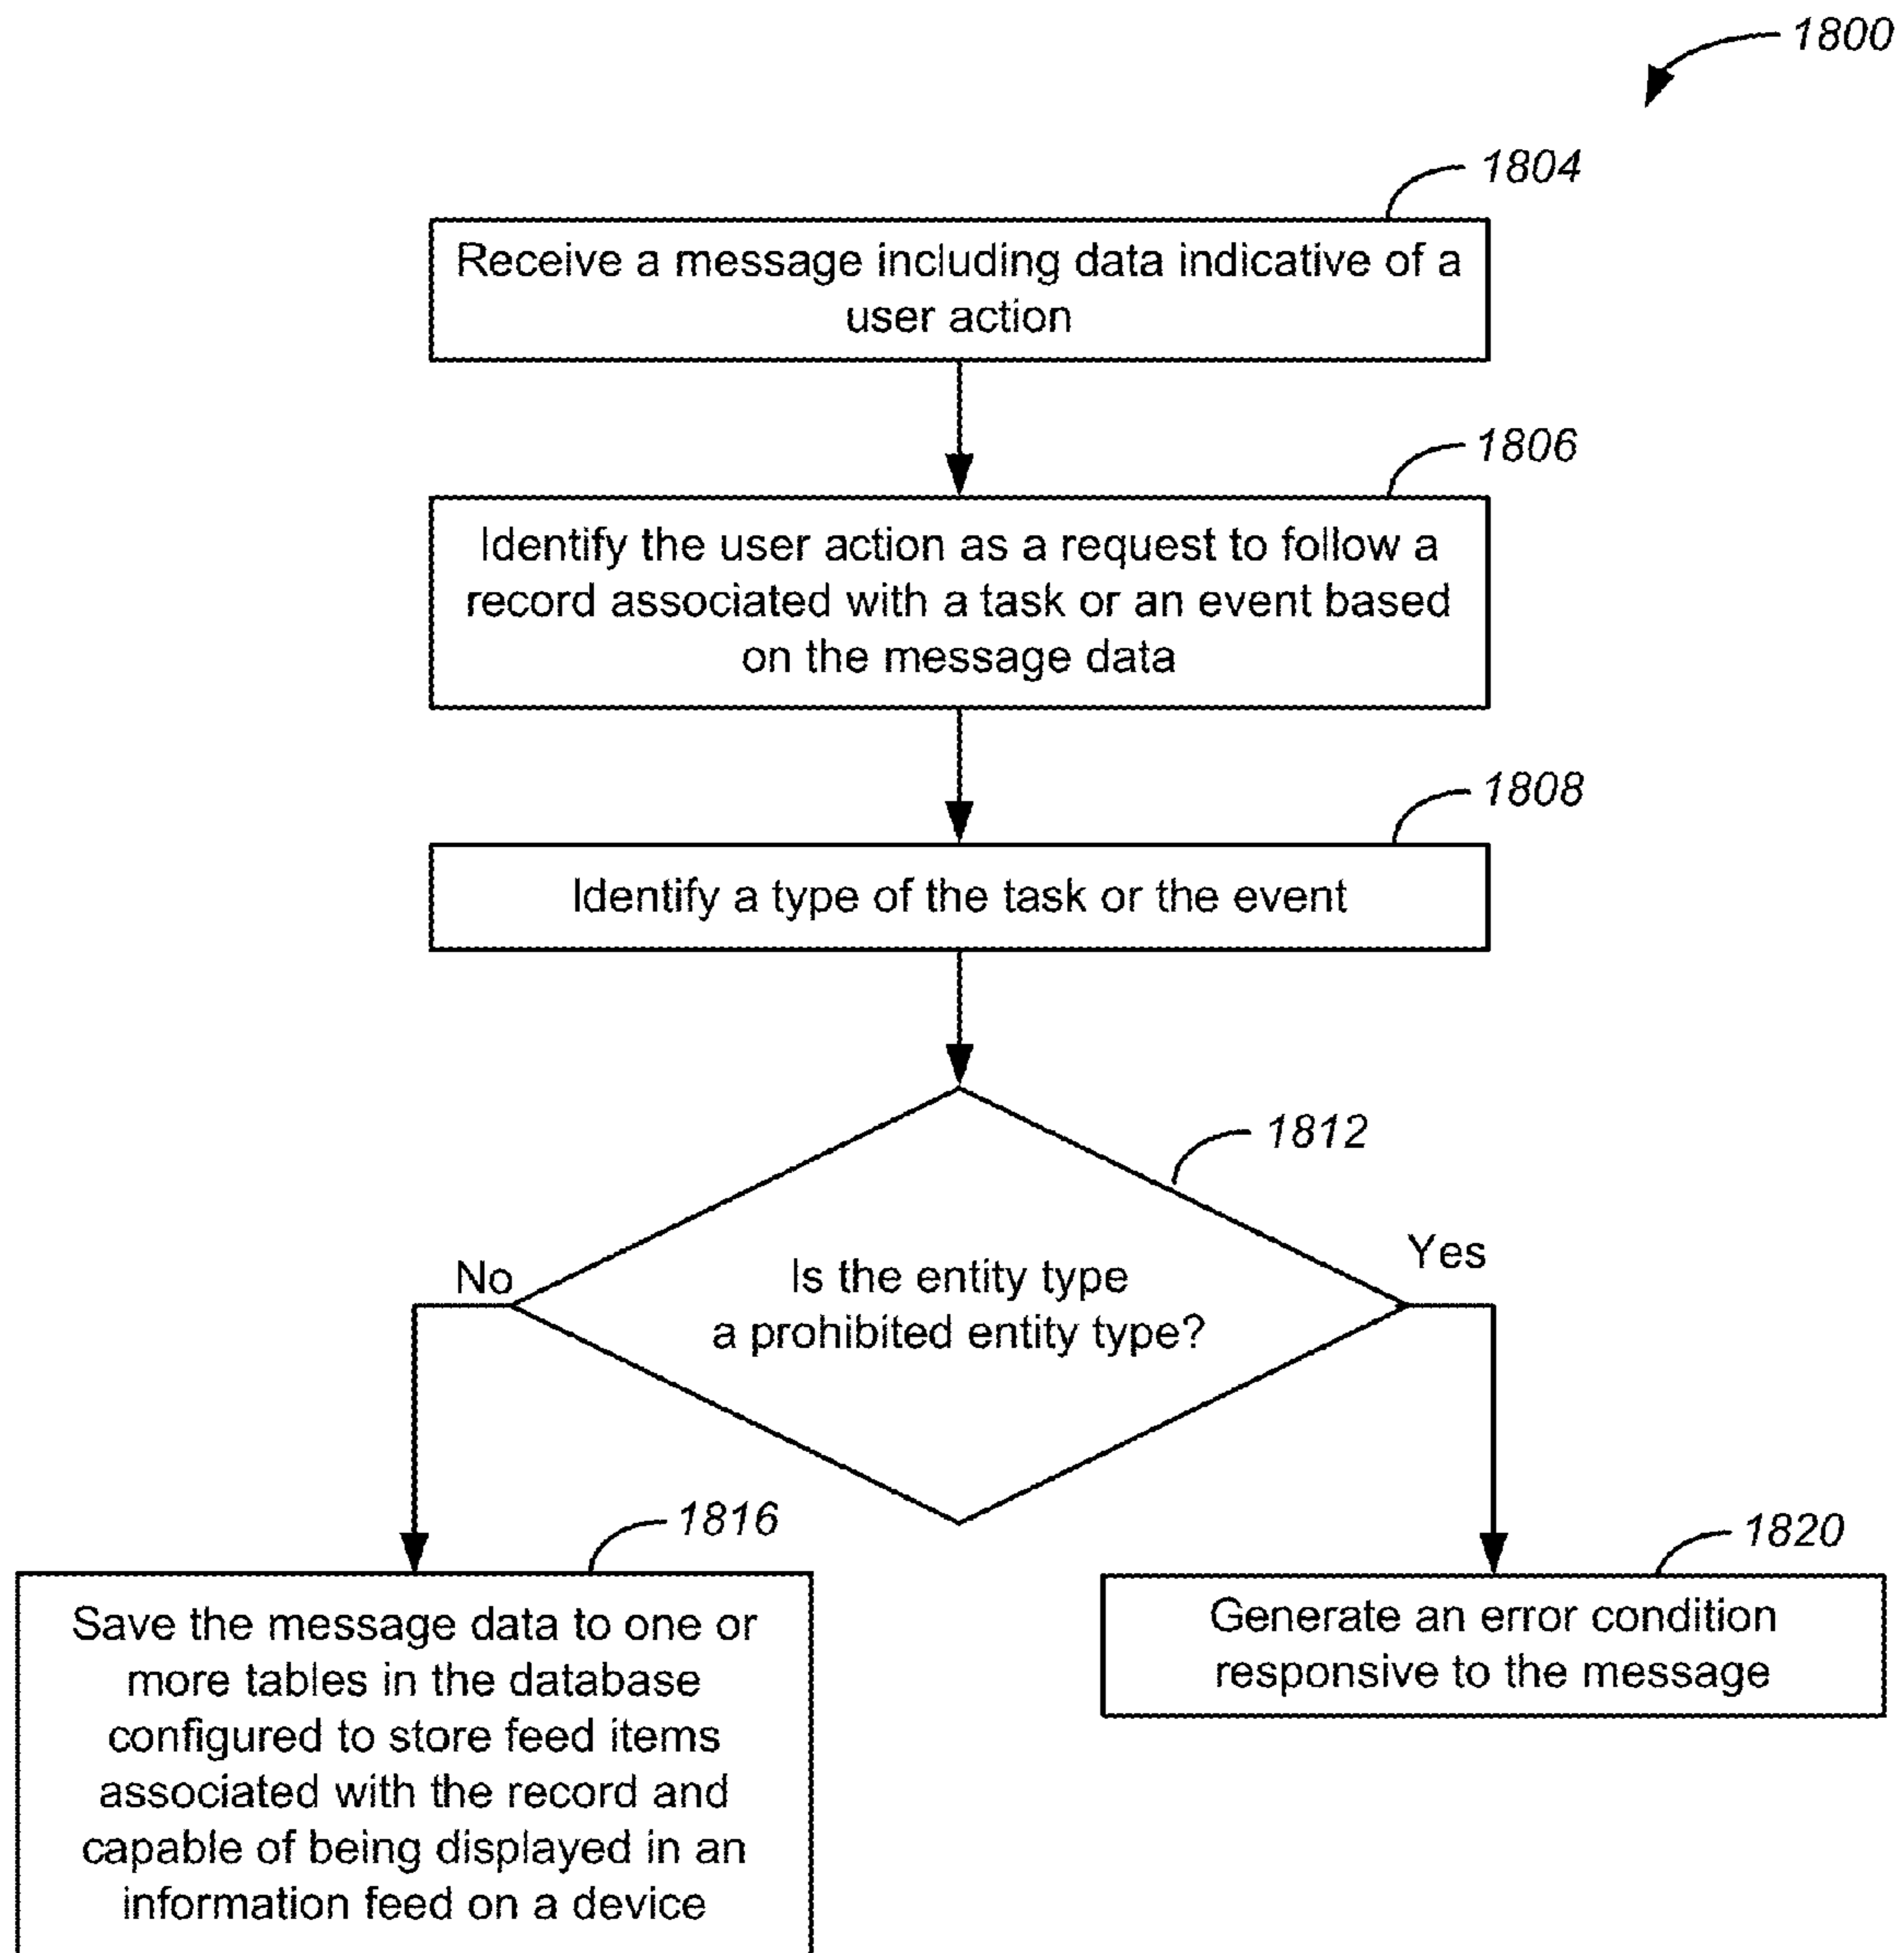 1800
1804
Receive a message including data indicative of a
user action
1806
Identify the user action as a request to follow a
record associated with a task or an event based
on the message data
1808
Identify a type of the task or the event
1812
No
Is the entity type
a prohibited entity type?
Yes
1816
Save the message data to one or
more tables in the database
configured to store feed items
associated with the record and
capable of being displayed in an
information feed on a device
1820
Generate an error condition
responsive to the message